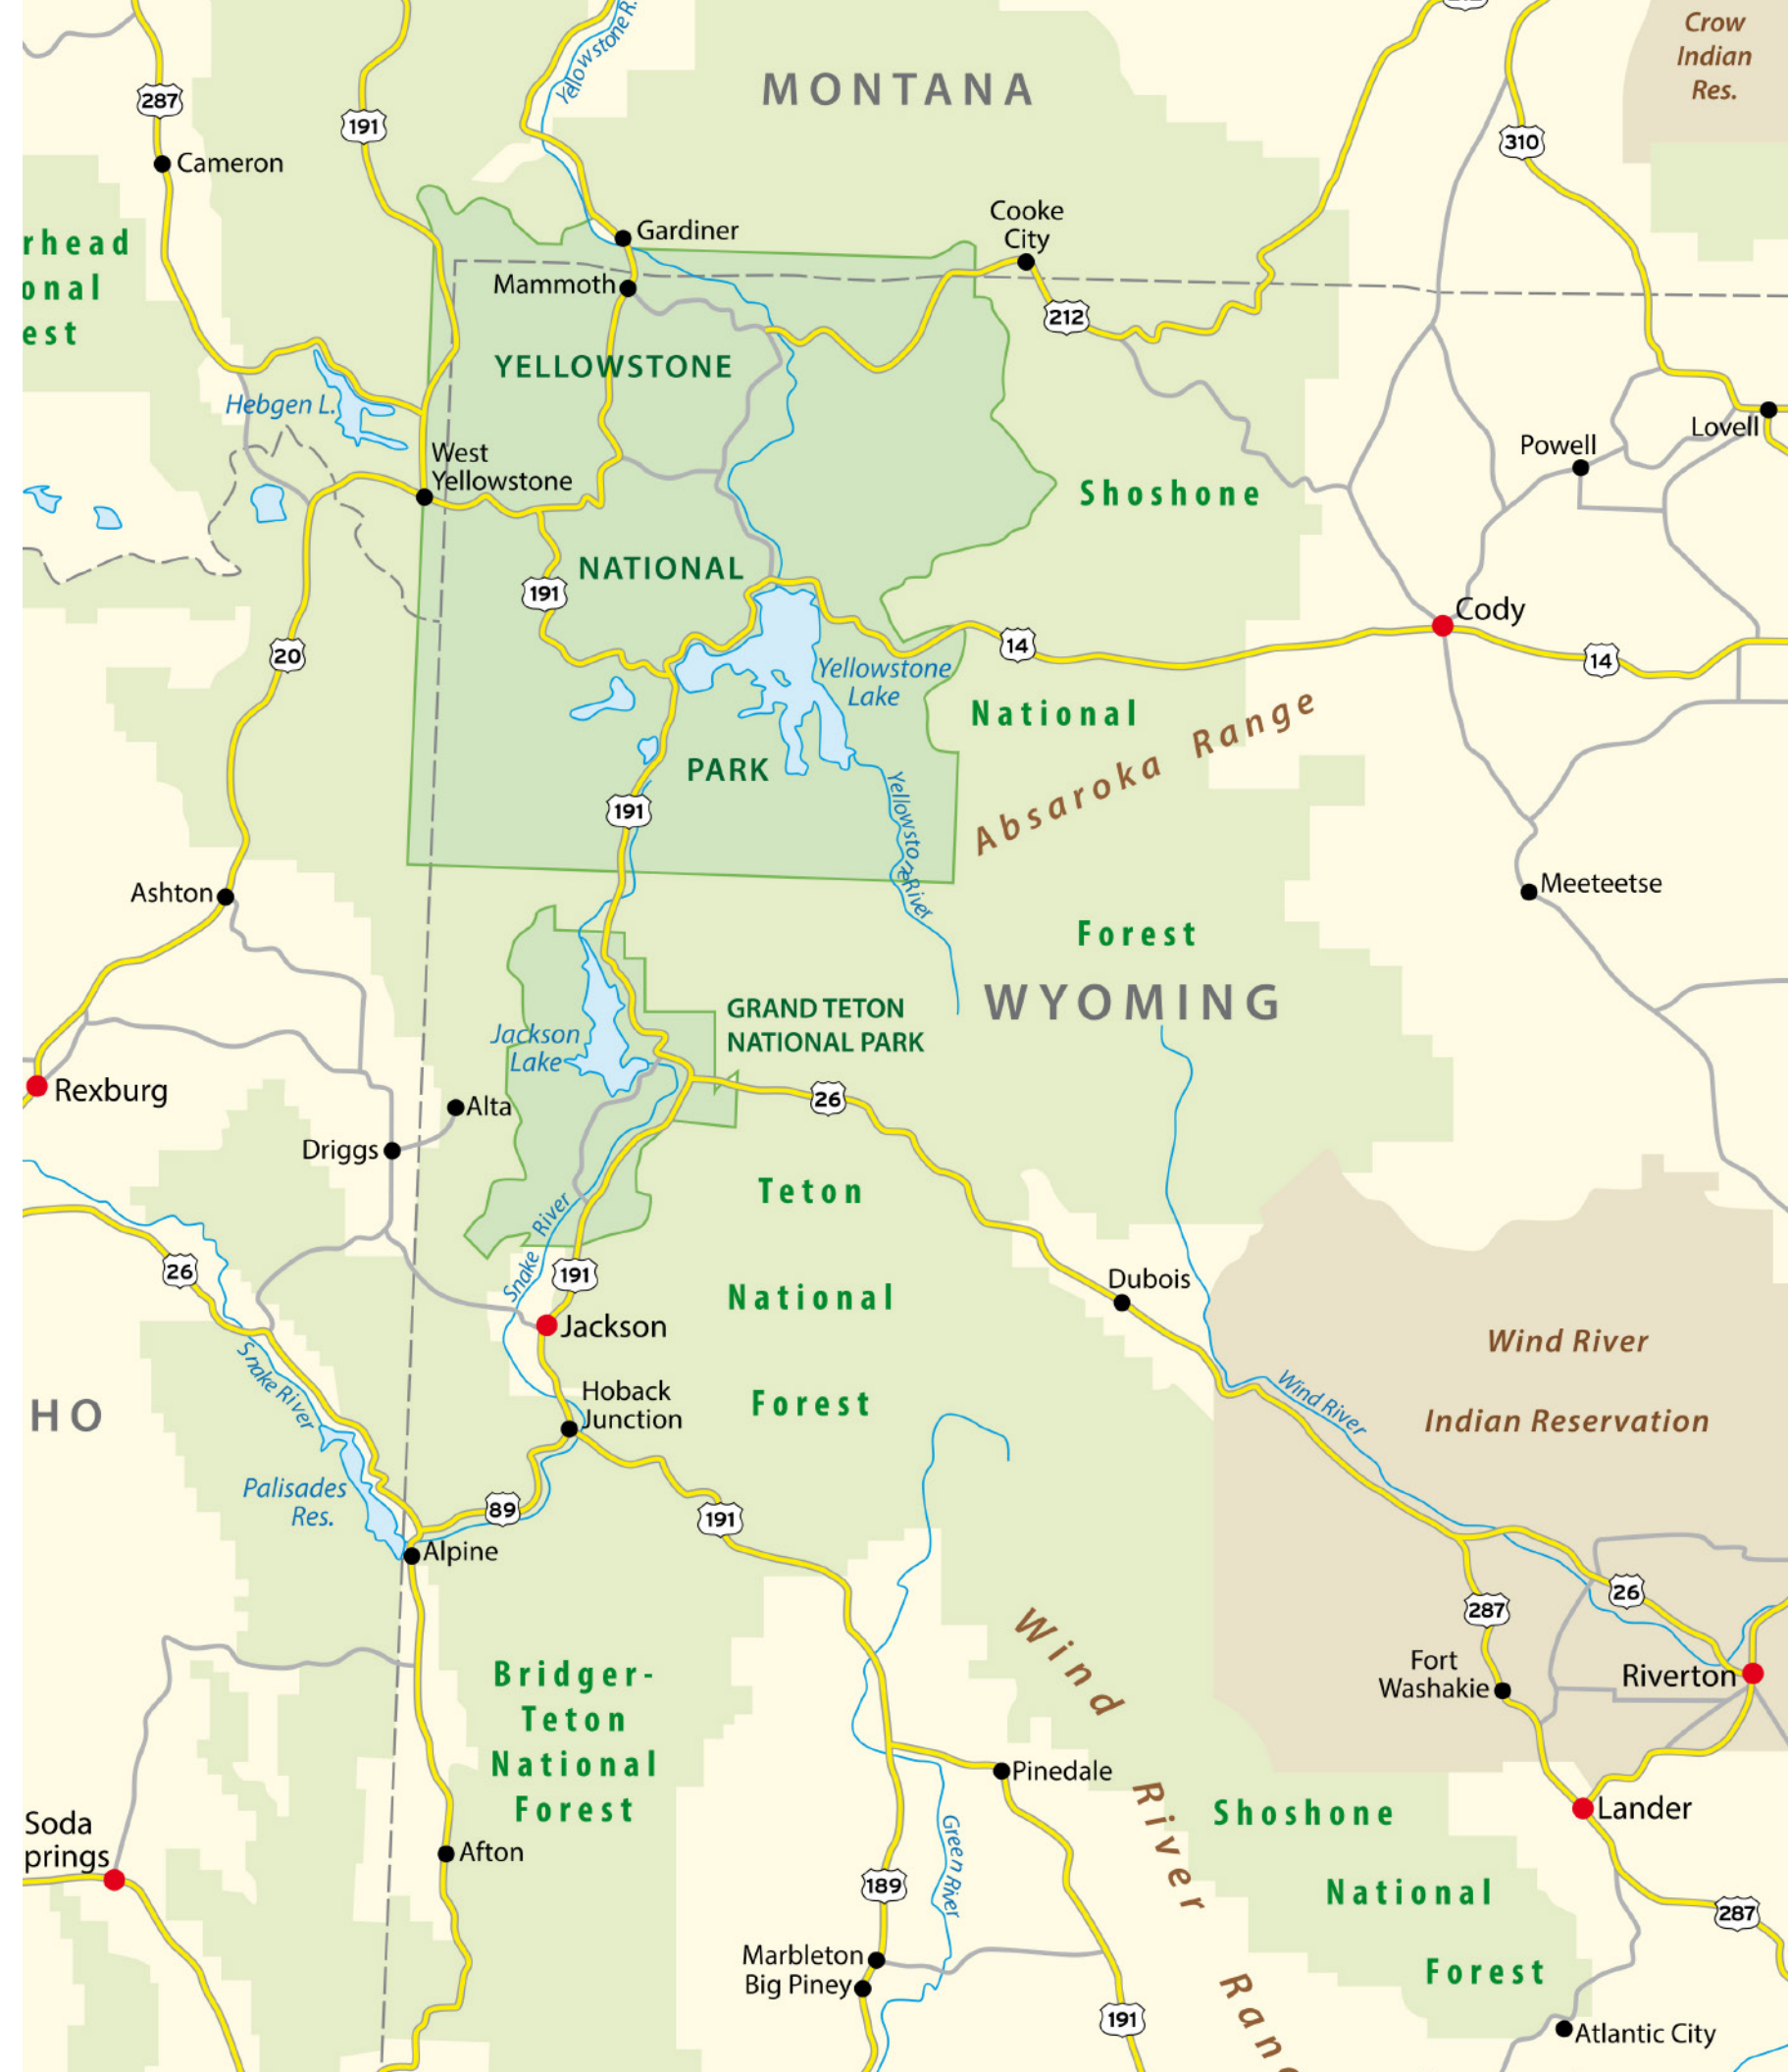 Yellowstone R.
Crow
Indian
Res.
MONTANA
287
191
310
Cameron
Cooke
City
Gardiner
rhead
onal
est
Mammoth
212
YELLOWSTONE
Hebgen L.
Lovell
Powell
West
Yellowstone
Shoshone
NATIONAL
191
Cody
20
14
14
Yellowstone
Lake
National
Absaroka Range
PARK
191
Yellowstone River
Ashton
Meeteetse
Forest
WYOMING
GRAND TETON
NATIONAL PARK
Jackson
Lake
Rexburg
Alta
26
Driggs
Teton
Snake River
26
191
Dubois
National
Jackson
Wind River
Indian Reservation
Snake River
Hoback
Junction
Forest
Wind River
HO
Palisades
Res.
89
191
Alpine
26
287
Wind River Rang
Fort
Washakie
Riverton
Bridger-
Teton
National
Forest
Pinedale
Shoshone
Lander
Soda
prings
Green River
Afton
189
National
287
Marbleton
Big Piney
Forest
191
Atlantic City